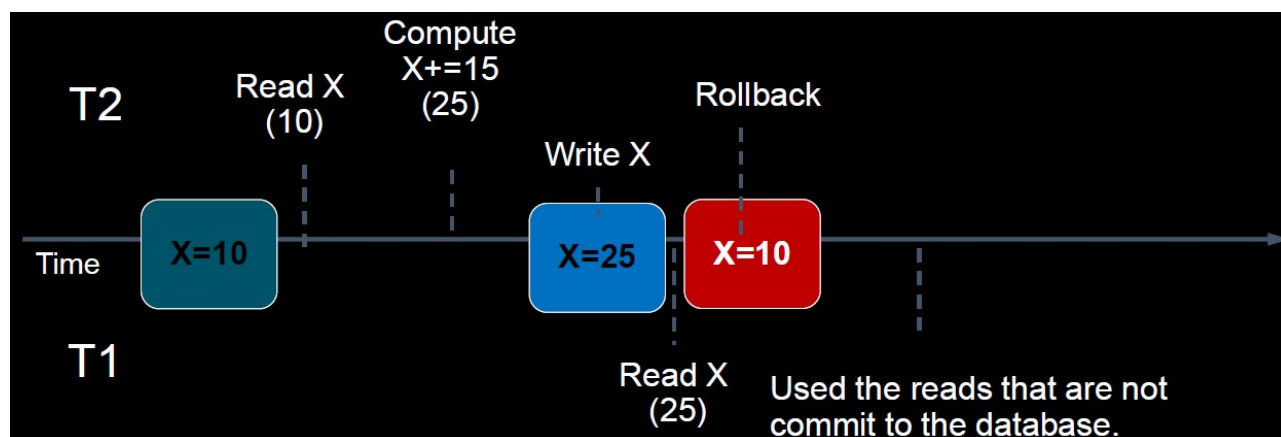 T2
Read X
(10)
Compute
X+=15
(25)
Write X
Rollback
X=10
X=25
X=10
Time
T1
Read X
(25)
Used the reads that are not
commit to the database.